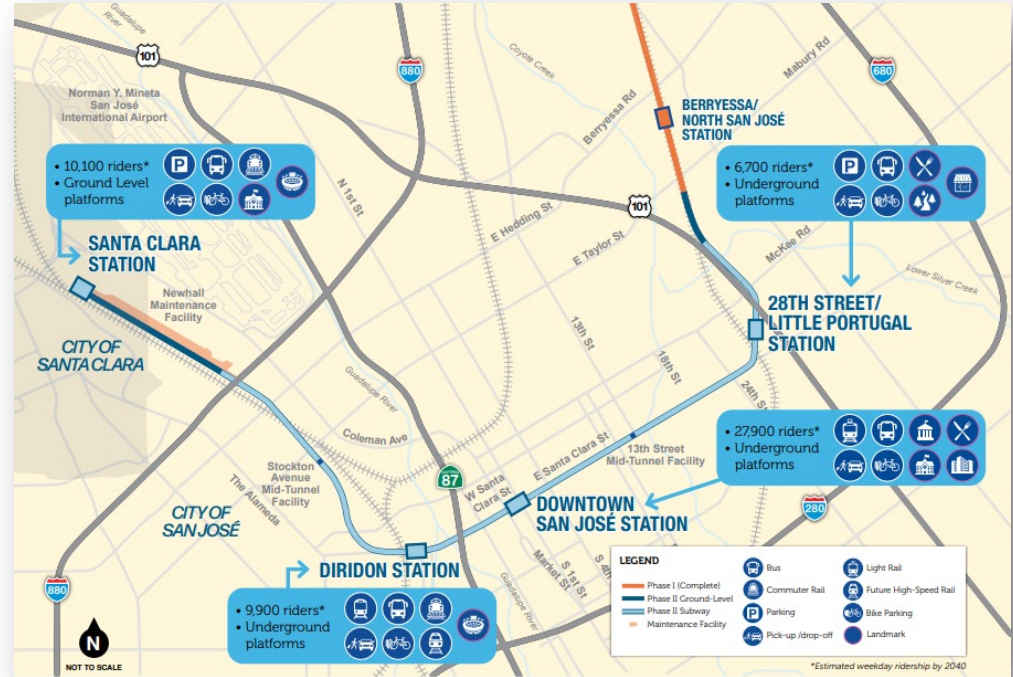 Guadalupe
River
101
880
Coyote Creek
Mabury Rd
680
Norman Y. Mineta
San José
International Airport
Berryessa Rd
BERRYESSA/
NORTH SAN JOSÉ
STATION
• 10,100 riders*
• Ground Level
platforms
P
N 1st St
• 6,700 riders*
• Underground
platforms
P
101
E Hedding St
E Taylor St
McKee Rd
SANTA CLARA
STATION
Lower Silver Creek
Newhall
Maintenance
Facility
28TH STREET/
LITTLE PORTUGAL
STATION
13th St
18th St
24th St
CITY OF
SANTA CLARA
Guadalupe River
Coleman Ave
• 27,900 riders*
• Underground
platforms
E Santa Clara St
13th Street
Mid-Tunnel Facility
Stockton
Avenue
Mid-Tunnel
Facility
The Alameda
87
W Santa
Clara St
DOWNTOWN
SAN JOSÉ STATION
280
CITY OF
SAN JOSÉ
DIRIDON STATION
Market St
S 1st St
S 4th
Guadalupe River
880
• 9,900 riders*
• Underground
platforms
LEGEND
Phase I (Complete)
Phase II Ground-Level
Phase II Subway
Maintenance Facility
Bus
Commuter Rail
P
Parking
Pick-up /drop-off
Light Rail
Future High-Speed Rail
Bike Parking
Landmark
N
NOT TO SCALE
*Estimated weekday ridership by 2040